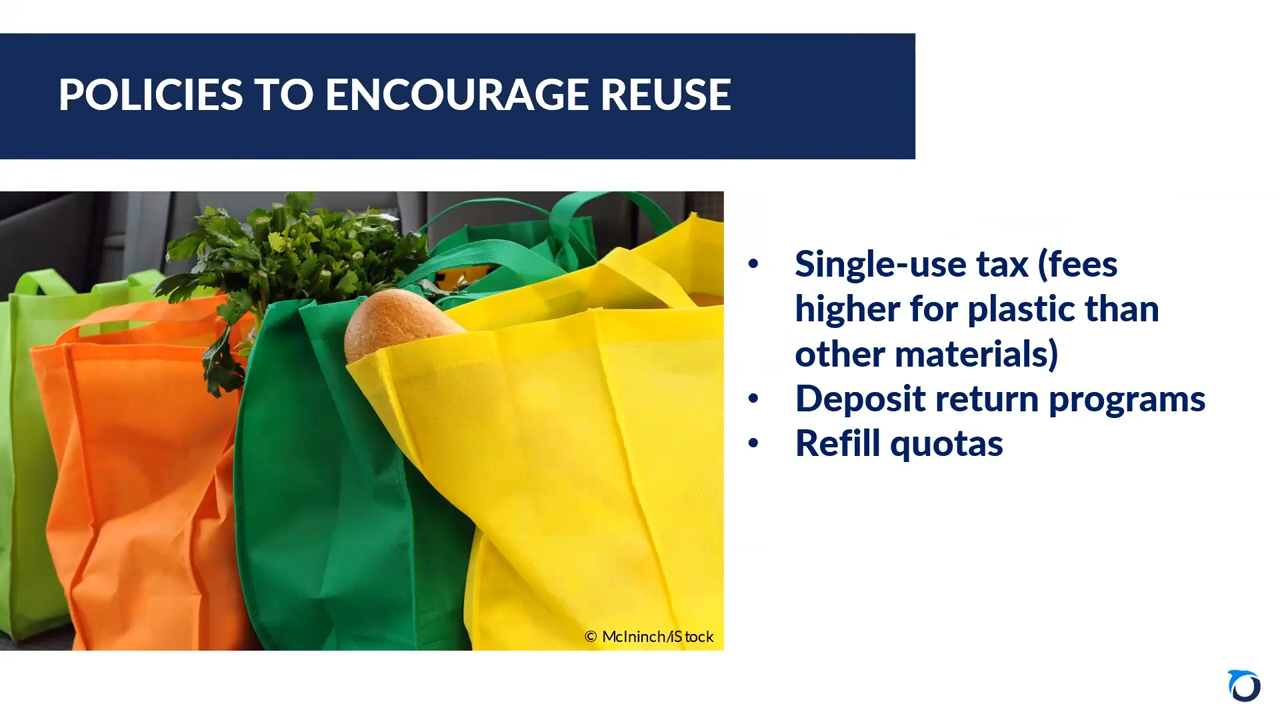 POLICIES TO ENCOURAGE REUSE
• Single-use tax (fees
higher for plastic than
other materials)
• Deposit return programs
• Refill quotas
© McIninch/iStock